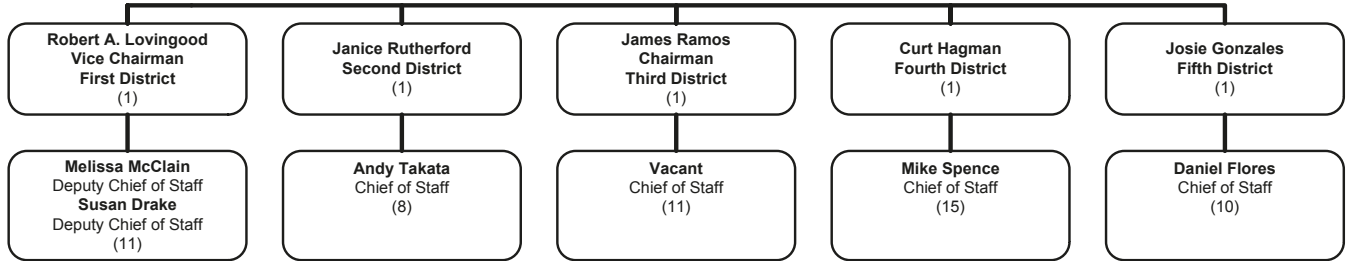 Robert A. Lovingood
Vice Chairman
First District
(1)
Janice Rutherford
Second District
(1)
James Ramos
Chairman
Third District
(1)
Curt Hagman
Fourth District
(1)
Josie Gonzales
Fifth District
(1)
Melissa McClain
Deputy Chief of Staff
Susan Drake
Deputy Chief of Staff
(11)
Andy Takata
Chief of Staff
(8)
Vacant
Chief of Staff
(11)
Mike Spence
Chief of Staff
(15)
Daniel Flores
Chief of Staff
(10)